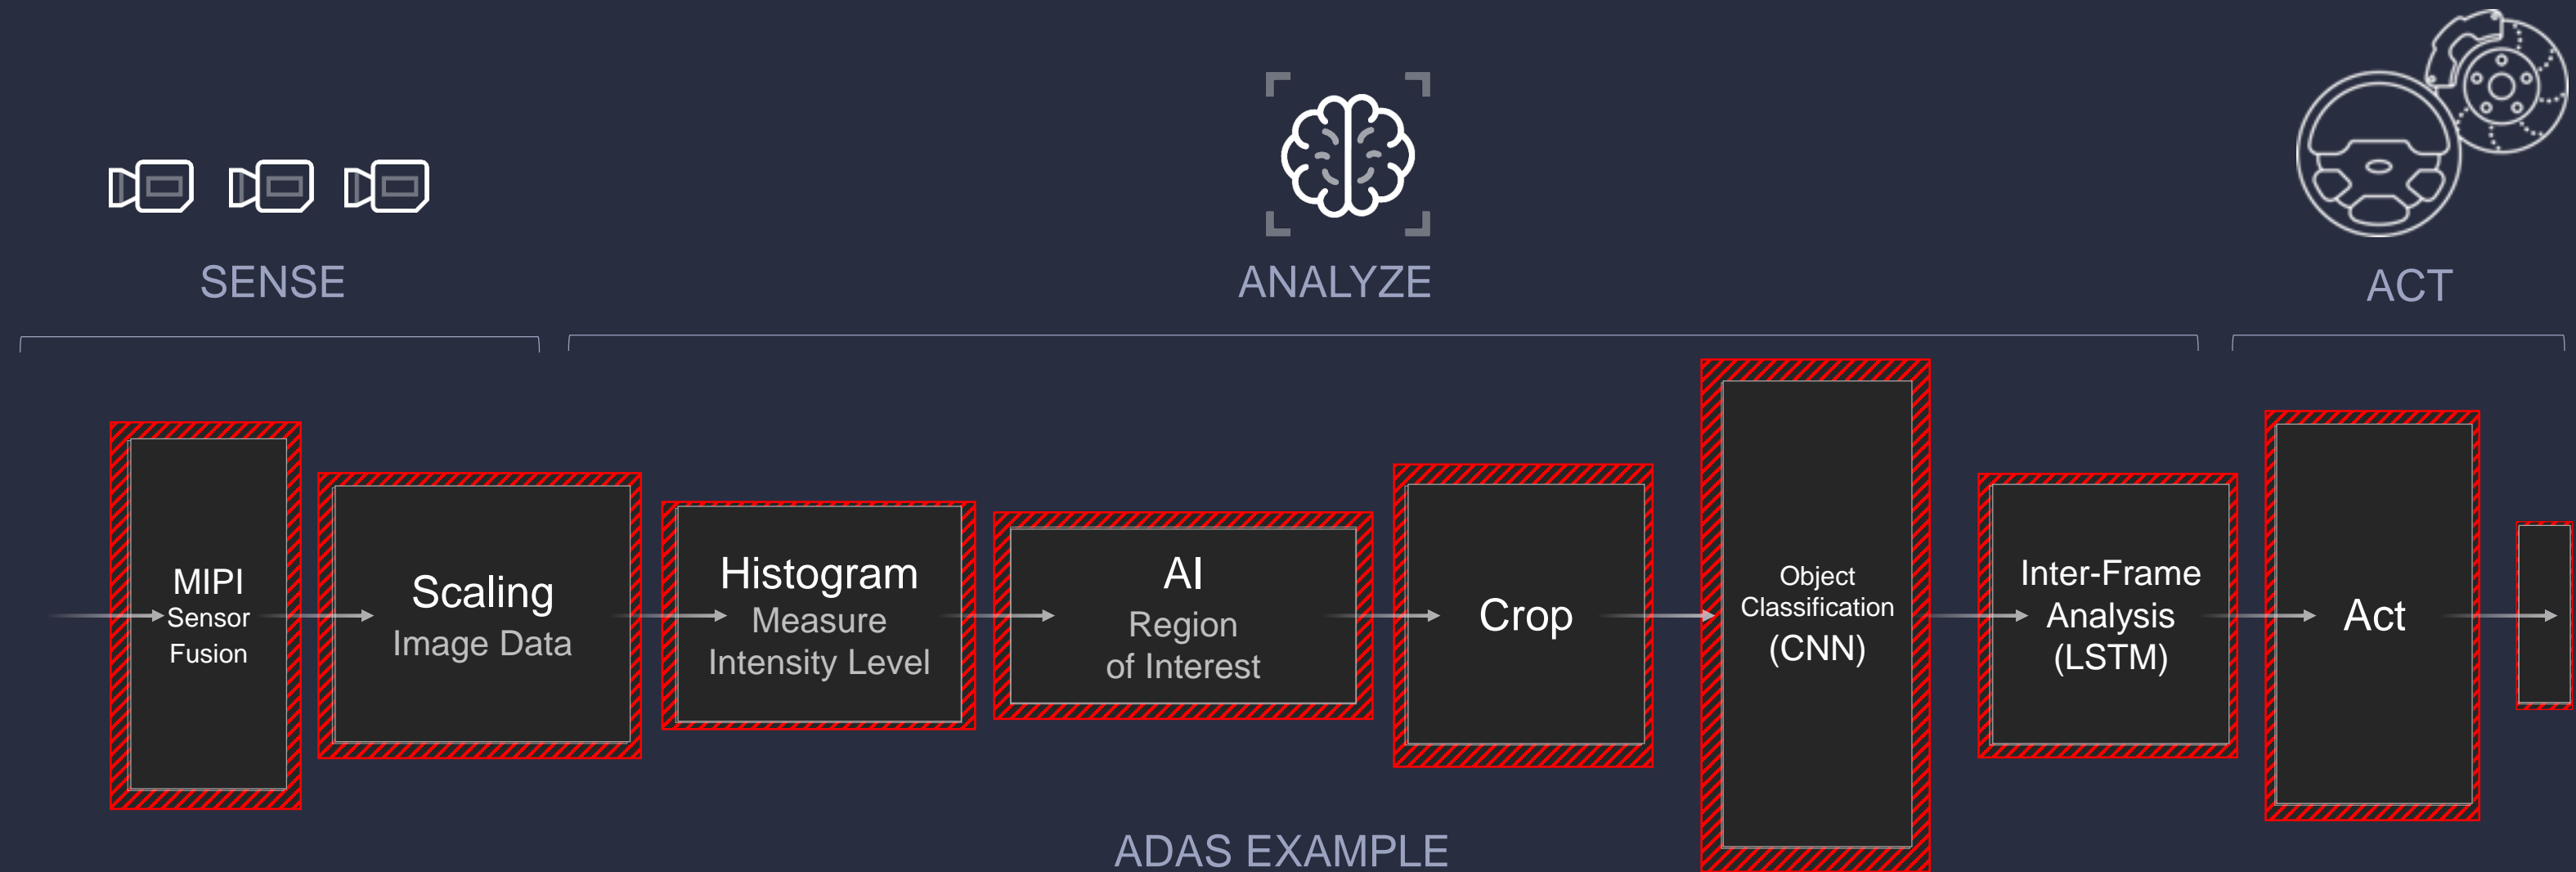 SENSE
ANALYZE
ACT
MIPI
Sensor
Fusion
Scaling
Image Data
Histogram
Measure
Intensity Level
AI
Region
of Interest
Crop
Object
Classification
(CNN)
Inter-Frame
Analysis
(LSTM)
Act
ADAS EXAMPLE